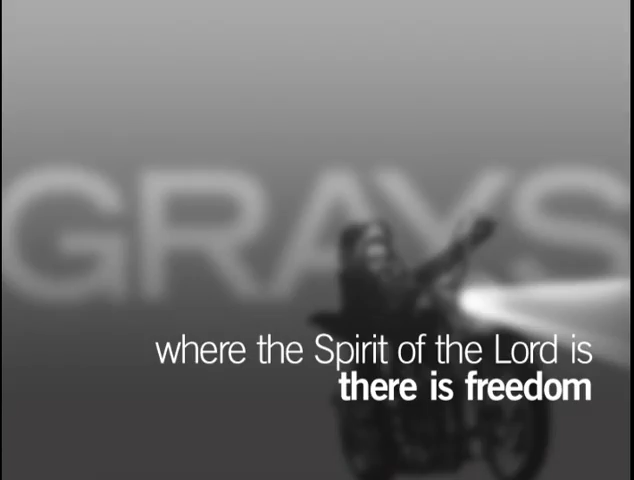 GRAYS
where the Spirit of the Lord is
there is freedom